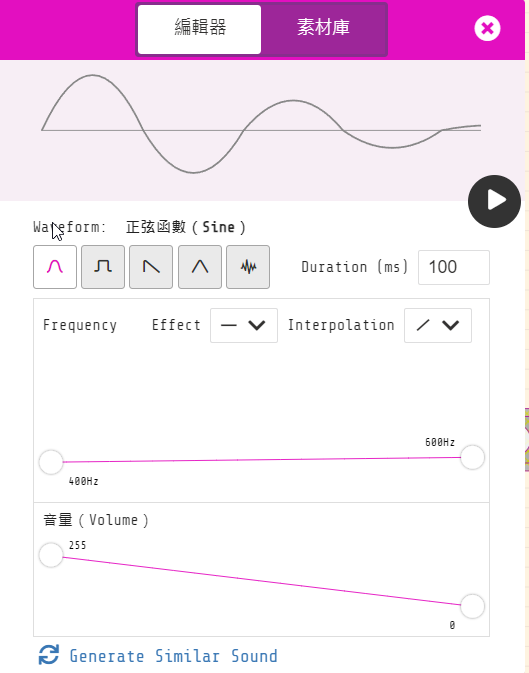 編輯器 素材庫
Waveform: 正弦函數 ( Sine )
Duration (ms) 100
Frequency Effect Interpolation
600Hz
400Hz
音量 ( Volume )
255
0
Generate Similar Sound